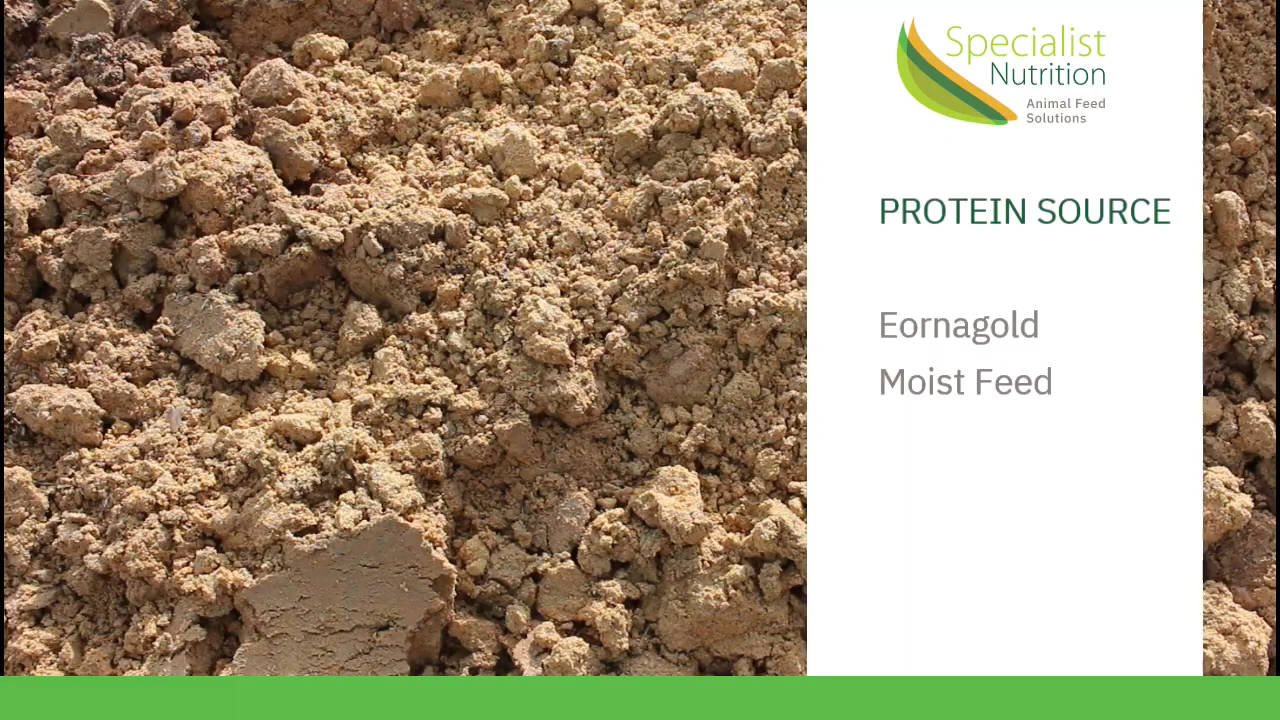 Specialist
Nutrition
Animal Feed
Solutions
PROTEIN SOURCE
Eornagold
Moist Feed